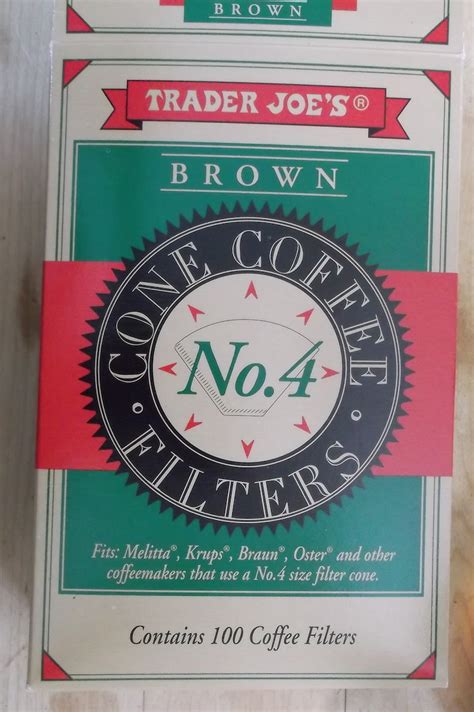 BROWN
TRADER JOE'S®
BROWN
CONE COFFEE
No.4
· FILTERS ·
Fits: Melitta®, Krups®, Braun®, Oster® and other
coffeemakers that use a No.4 size filter cone.
Contains 100 Coffee Filters